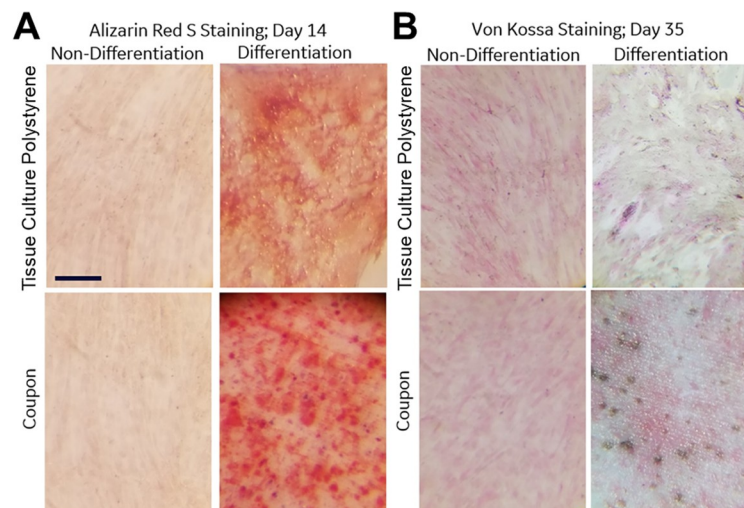 A
Alizarin Red S Staining; Day 14
Non-Differentiation Differentiation
Tissue Culture Polystyrene
Coupon
B
Von Kossa Staining; Day 35
Non-Differentiation Differentiation
Tissue Culture Polystyrene
Coupon